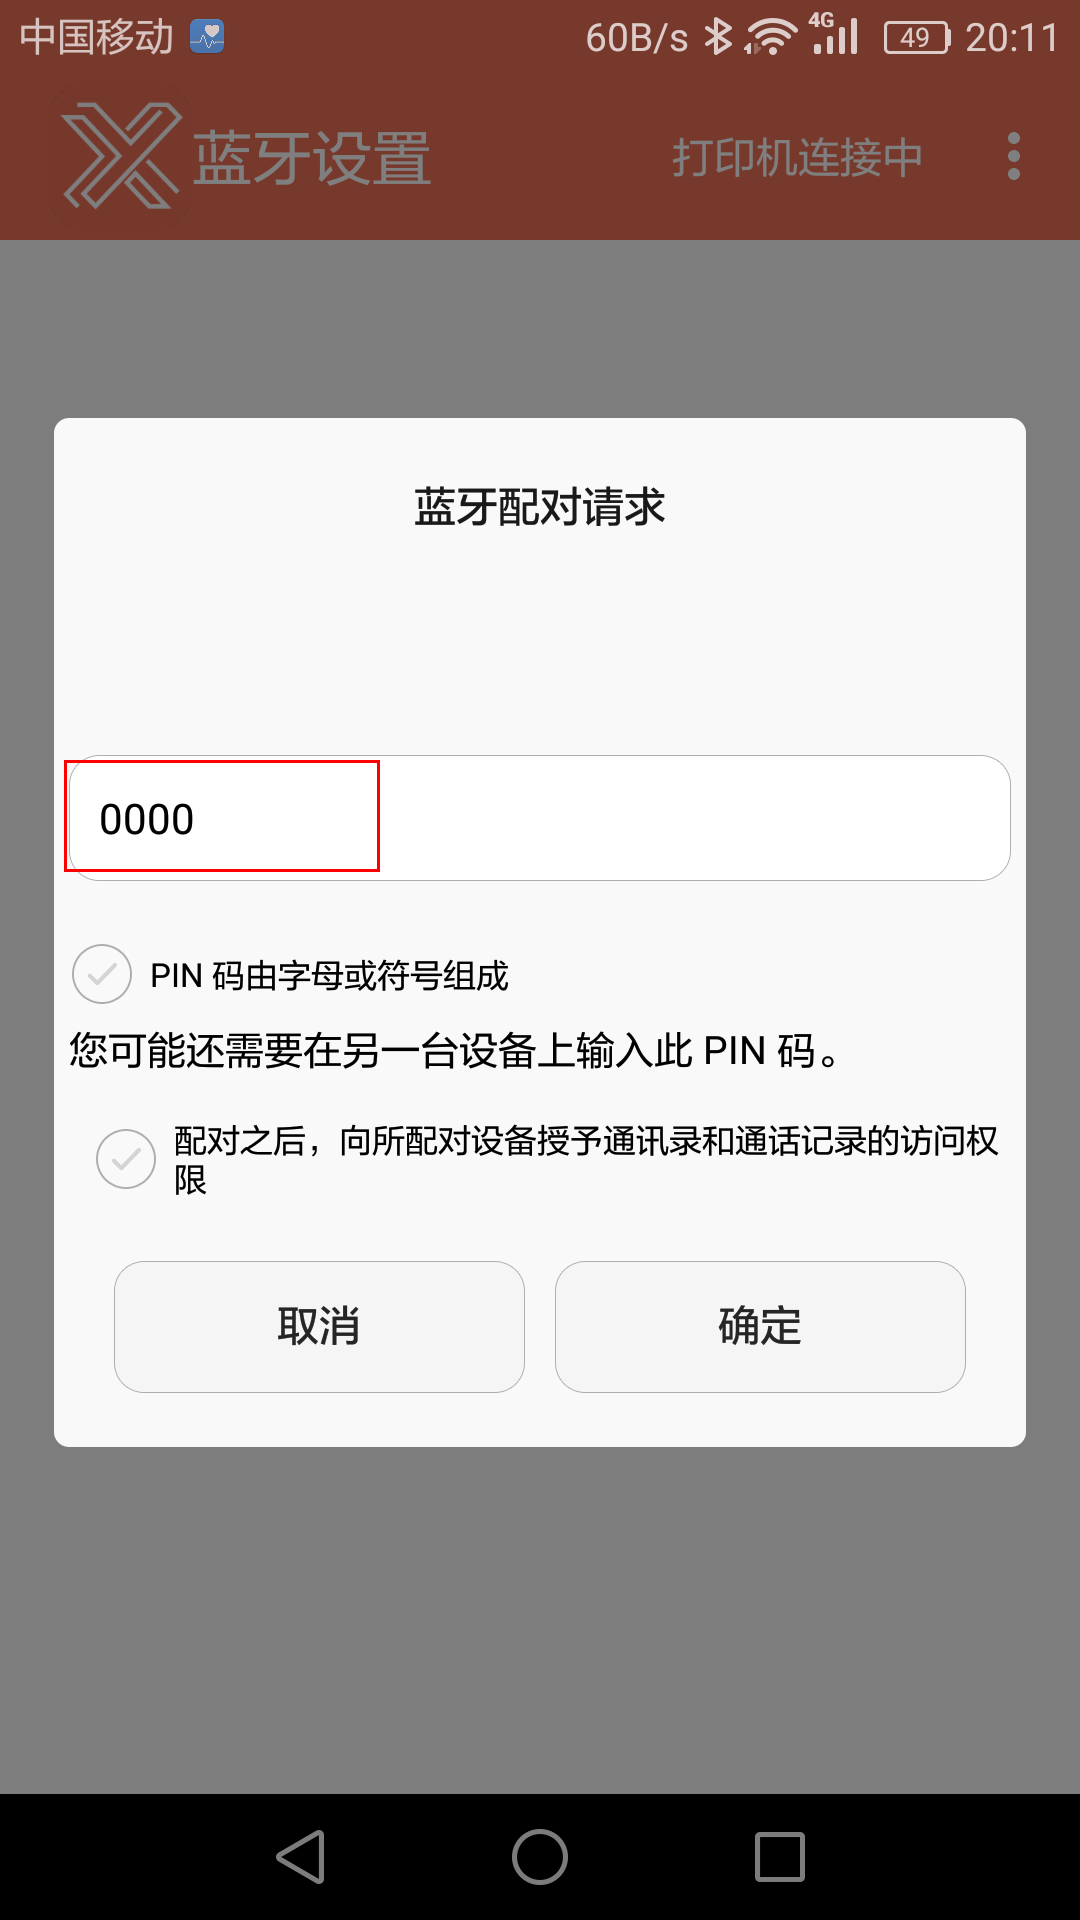 中国移动 60B/s 4G 49 20:11
蓝牙设置 打印机连接中
蓝牙配对请求
0000
PIN 码由字母或符号组成
您可能还需要在另一台设备上输入此 PIN 码。
配对之后，向所配对设备授予通讯录和通话记录的访问权
限
取消 确定